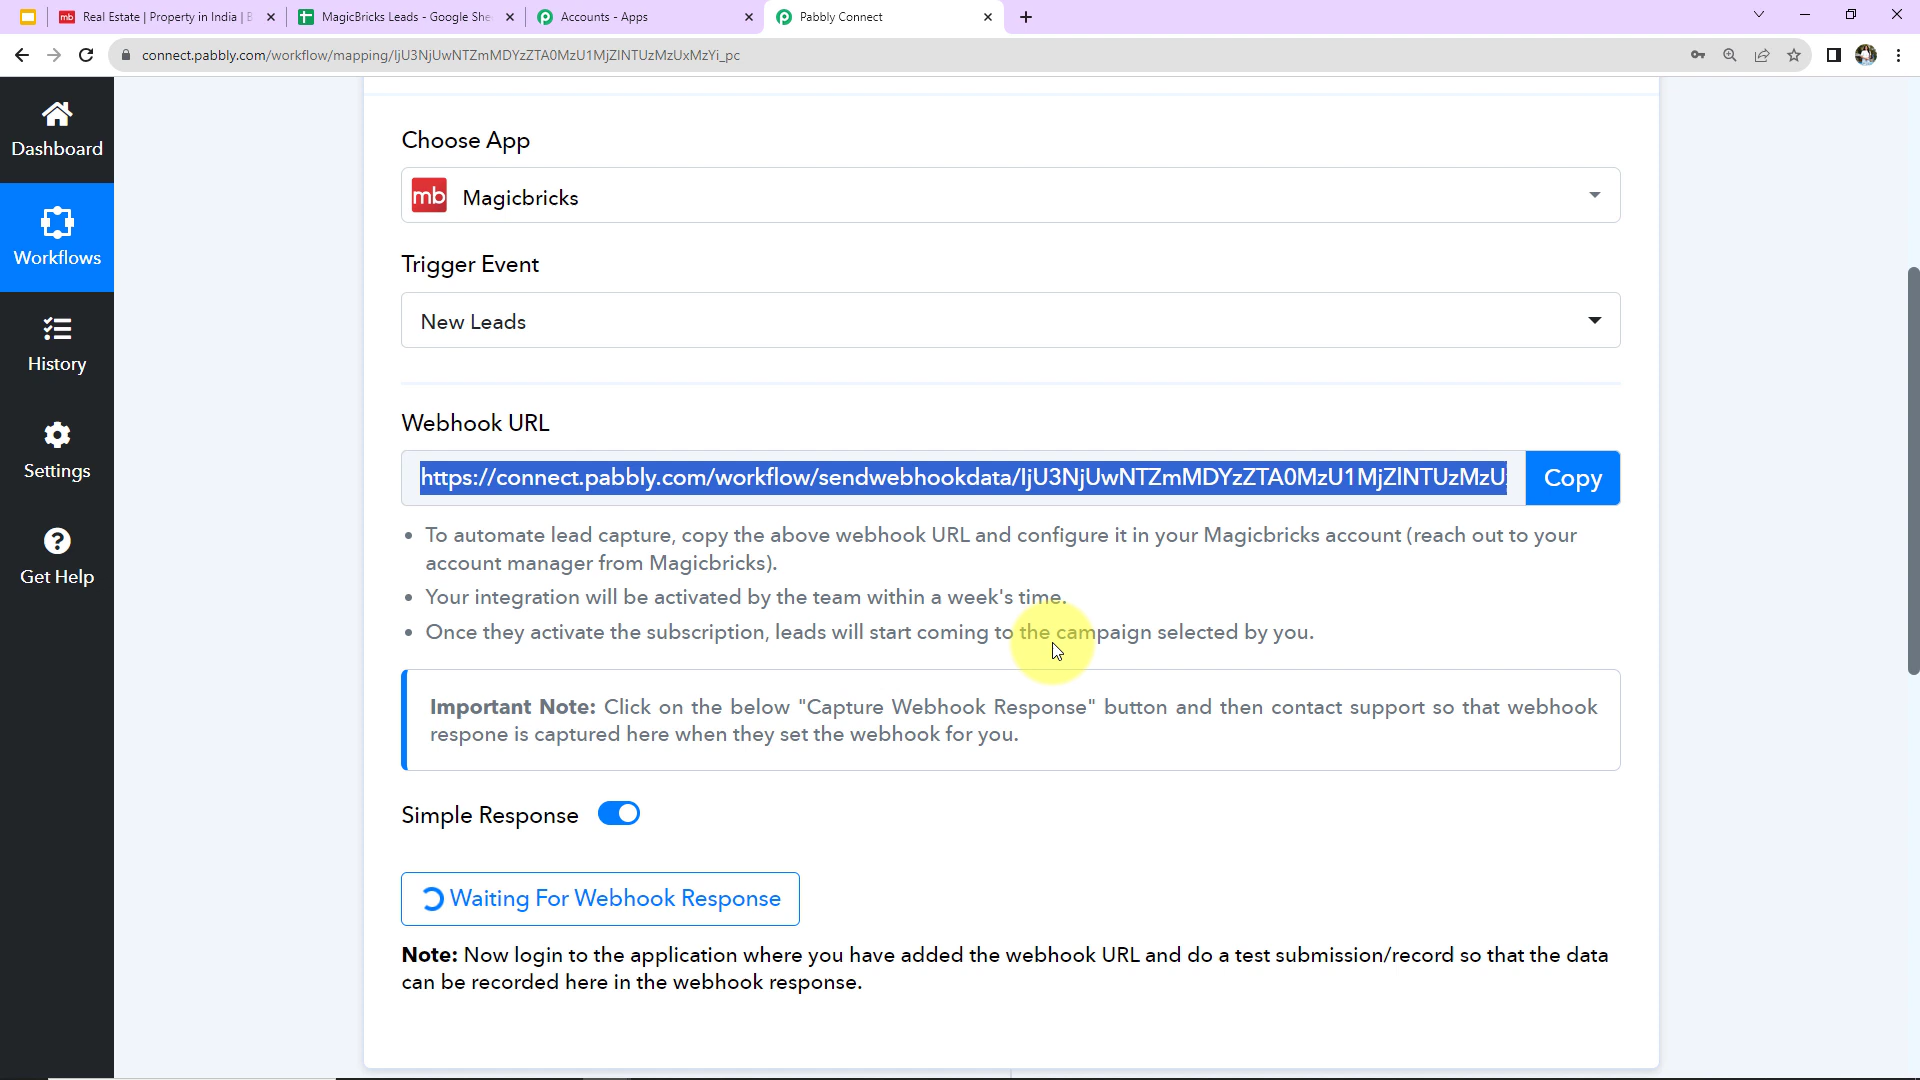 mb Real Estate | Property in India | B
MagicBricks Leads - Google She
Accounts - Apps
Pabbly Connect
connect.pabbly.com/workflow/mapping/IjU3NjUwNTZmMDYzZTA0MzU1MjZlNTUzMzUxMzYi_pc
Dashboard
Workflows
History
Settings
Get Help
Choose App
mb Magicbricks
Trigger Event
New Leads
Webhook URL
https://connect.pabbly.com/workflow/sendwebhookdata/IjU3NjUwNTZmMDYzZTA0MzU1MjZlNTUzMzU
Copy
• To automate lead capture, copy the above webhook URL and configure it in your Magicbricks account (reach out to your
account manager from Magicbricks).
• Your integration will be activated by the team within a week's time.
• Once they activate the subscription, leads will start coming to the campaign selected by you.
Important Note: Click on the below "Capture Webhook Response" button and then contact support so that webhook
respone is captured here when they set the webhook for you.
Simple Response
Waiting For Webhook Response
Note: Now login to the application where you have added the webhook URL and do a test submission/record so that the data
can be recorded here in the webhook response.